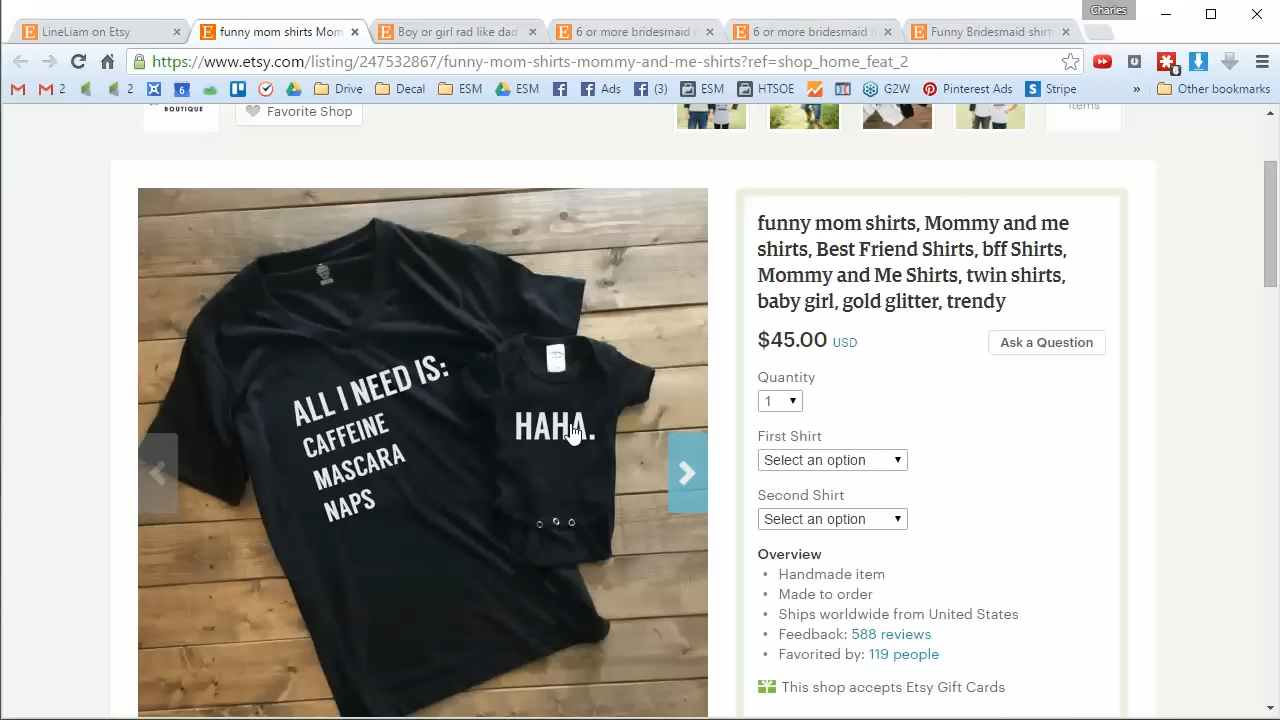 Charles
LineLiam on Etsy
funny mom shirts Mom
Boy or girl rad like dad
6 or more bridesmaid
6 or more bridesmaid
Funny Bridesmaid shirt
https://www.etsy.com/listing/247532867/funny-mom-shirts-mommy-and-me-shirts?ref=shop_home_feat_2
6
2
2
6
Drive
Decal
ESM
ESM
Ads
(3)
ESM
HTSOE
G2W
Pinterest Ads
S Stripe
»
Other bookmarks
BOUTIQUE
Favorite Shop
items
ALL I NEED IS:
CAFFEINE
MASCARA
NAPS
HAHA.
funny mom shirts, Mommy and me
shirts, Best Friend Shirts, bff Shirts,
Mommy and Me Shirts, twin shirts,
baby girl, gold glitter, trendy
$45.00 USD
Ask a Question
Quantity
1
First Shirt
Select an option
Second Shirt
Select an option
Overview
• Handmade item
• Made to order
• Ships worldwide from United States
• Feedback: 588 reviews
• Favorited by: 119 people
This shop accepts Etsy Gift Cards